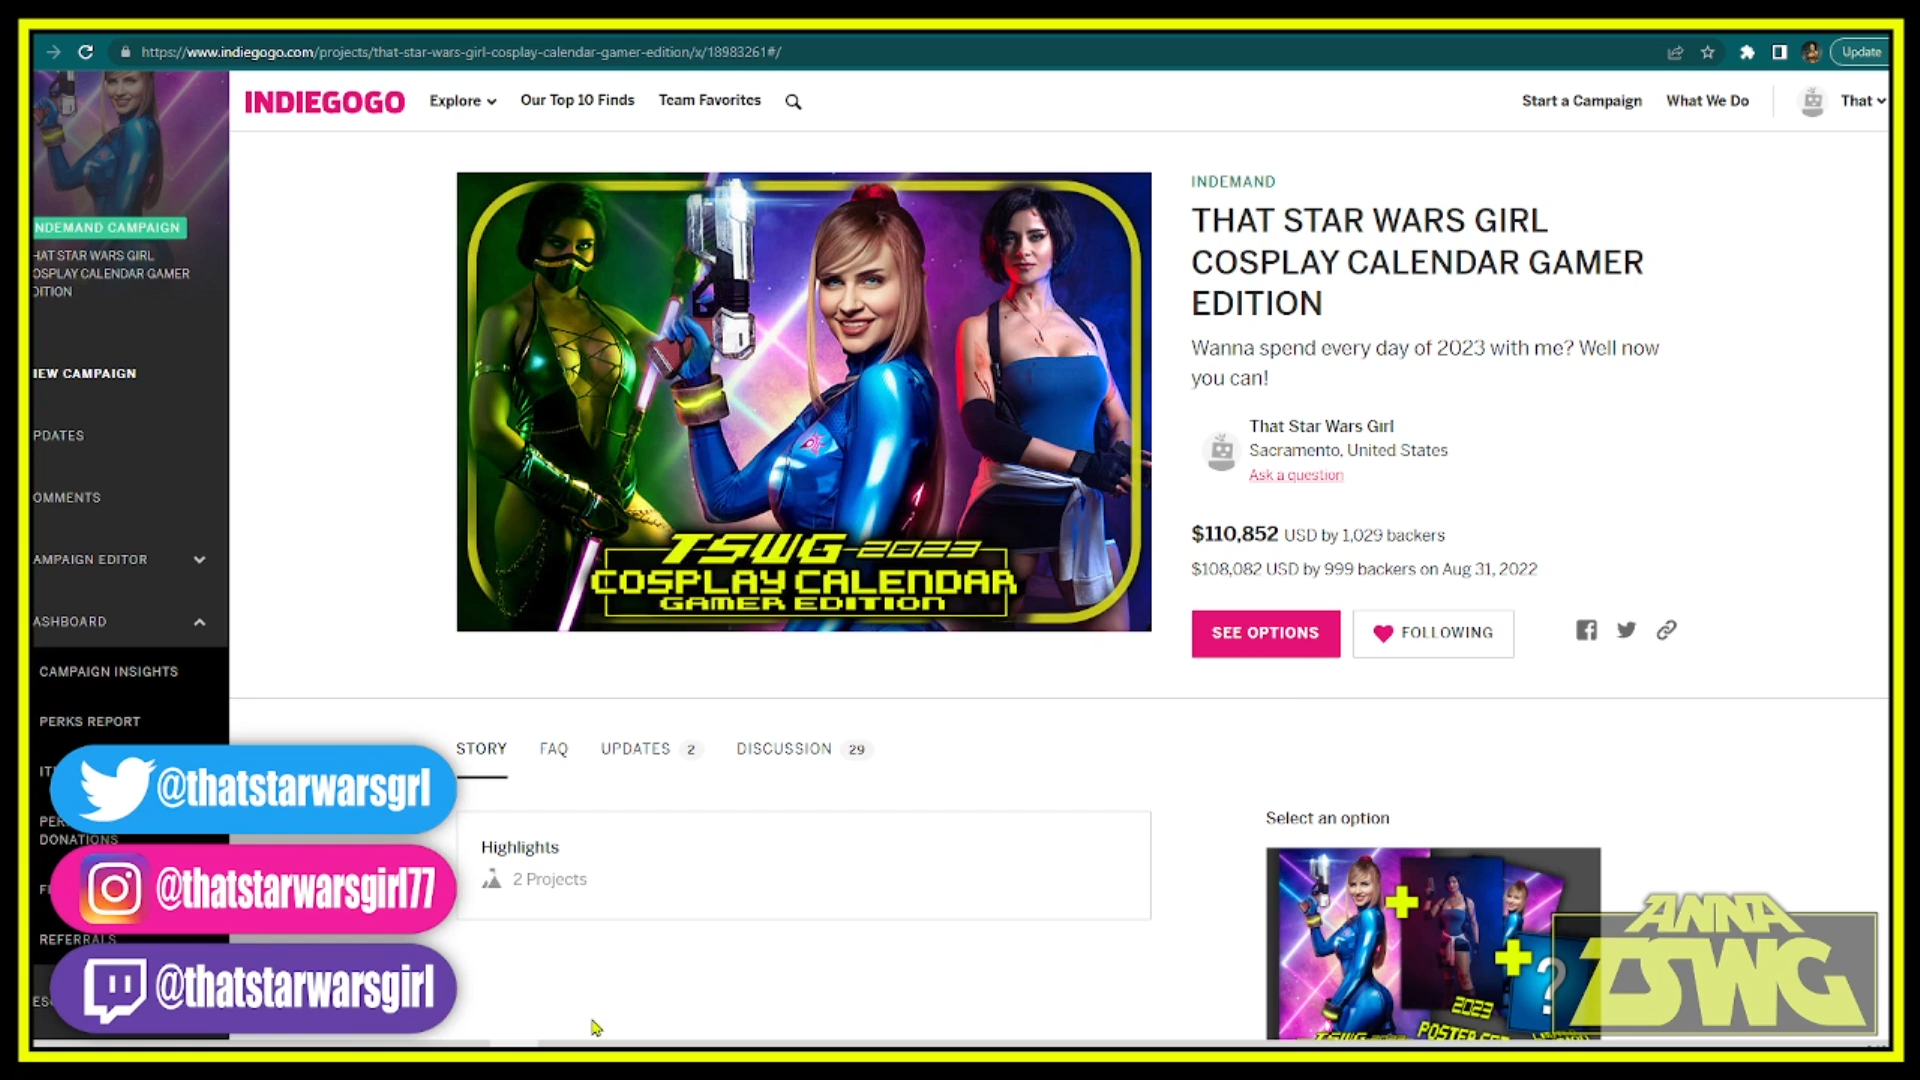 https://www.indiegogo.com/projects/that-star-wars-girl-cosplay-calendar-gamer-edition/x/18983261#/
Update
INDIEGOGO
Explore
Our Top 10 Finds
Team Favorites
Start a Campaign
What We Do
That
NDEMAND CAMPAIGN
HAT STAR WARS GIRL
OSPLAY CALENDAR GAMER
DITION
IEW CAMPAIGN
PDATES
OMMENTS
AMPAIGN EDITOR
ASHBOARD
CAMPAIGN INSIGHTS
PERKS REPORT
IT
PER
DONATIONS
F
REFERRALS
ES
@thatstarwarsgrl
@thatstarwarsgirl77
@thatstarwarsgirl
TSWG 2023
COSPLAY CALENDAR
GAMER EDITION
INDEMAND
THAT STAR WARS GIRL
COSPLAY CALENDAR GAMER
EDITION
Wanna spend every day of 2023 with me? Well now
you can!
That Star Wars Girl
Sacramento, United States
Ask a question
$110,852 USD by 1,029 backers
$108,082 USD by 999 backers on Aug 31, 2022
SEE OPTIONS
FOLLOWING
STORY
FAQ
UPDATES 2
DISCUSSION 29
Highlights
2 Projects
Select an option
2023
POSTER SET
?
ANNA
TSWG